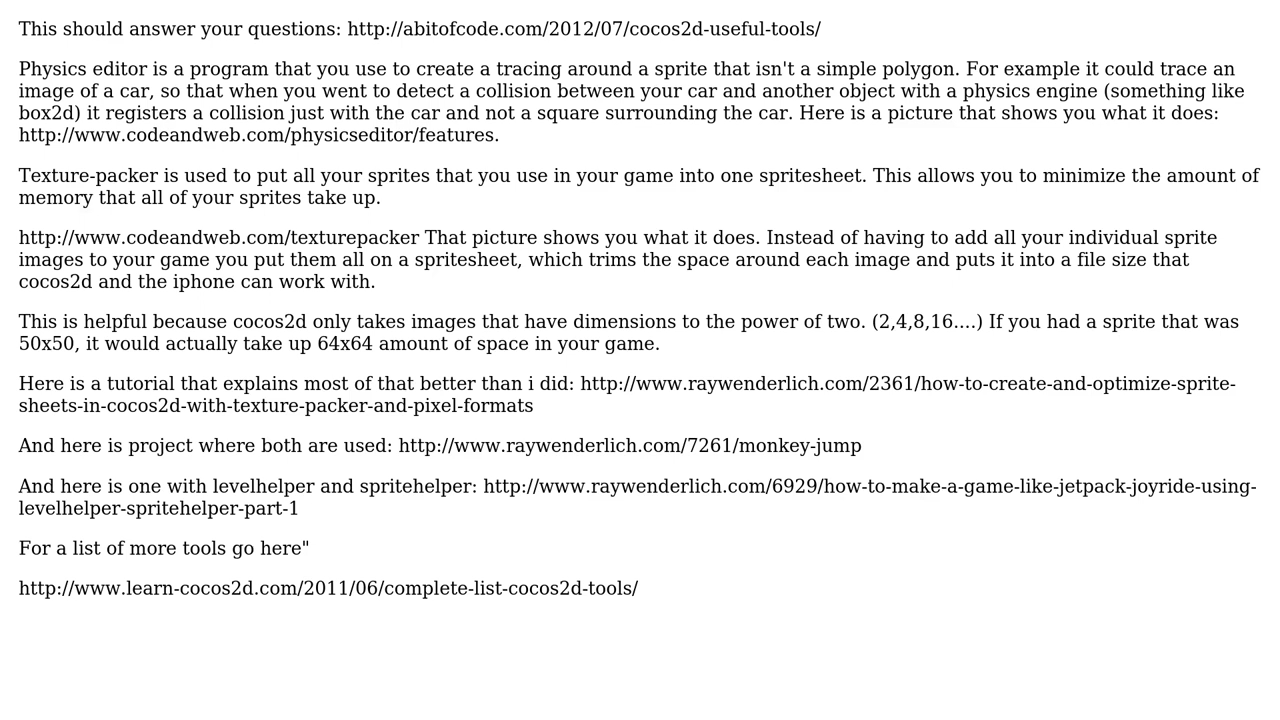 This should answer your questions: http://abitofcode.com/2012/07/cocos2d-useful-tools/
Physics editor is a program that you use to create a tracing around a sprite that isn't a simple polygon. For example it could trace an
image of a car, so that when you went to detect a collision between your car and another object with a physics engine (something like
box2d) it registers a collision just with the car and not a square surrounding the car. Here is a picture that shows you what it does:
http://www.codeandweb.com/physicseditor/features.
Texture-packer is used to put all your sprites that you use in your game into one spritesheet. This allows you to minimize the amount of
memory that all of your sprites take up.
http://www.codeandweb.com/texturepacker That picture shows you what it does. Instead of having to add all your individual sprite
images to your game you put them all on a spritesheet, which trims the space around each image and puts it into a file size that
cocos2d and the iphone can work with.
This is helpful because cocos2d only takes images that have dimensions to the power of two. (2,4,8,16....) If you had a sprite that was
50x50, it would actually take up 64x64 amount of space in your game.
Here is a tutorial that explains most of that better than i did: http://www.raywenderlich.com/2361/how-to-create-and-optimize-sprite-
sheets-in-cocos2d-with-texture-packer-and-pixel-formats
And here is project where both are used: http://www.raywenderlich.com/7261/monkey-jump
And here is one with levelhelper and spritehelper: http://www.raywenderlich.com/6929/how-to-make-a-game-like-jetpack-joyride-using-
levelhelper-spritehelper-part-1
For a list of more tools go here"
http://www.learn-cocos2d.com/2011/06/complete-list-cocos2d-tools/